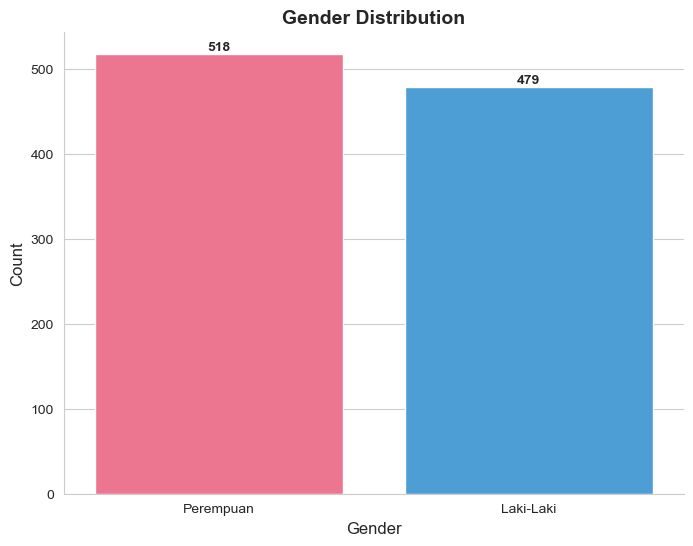 Gender Distribution
518
479
500
400
300
200
100
0
Count
Perempuan
Laki-Laki
Gender